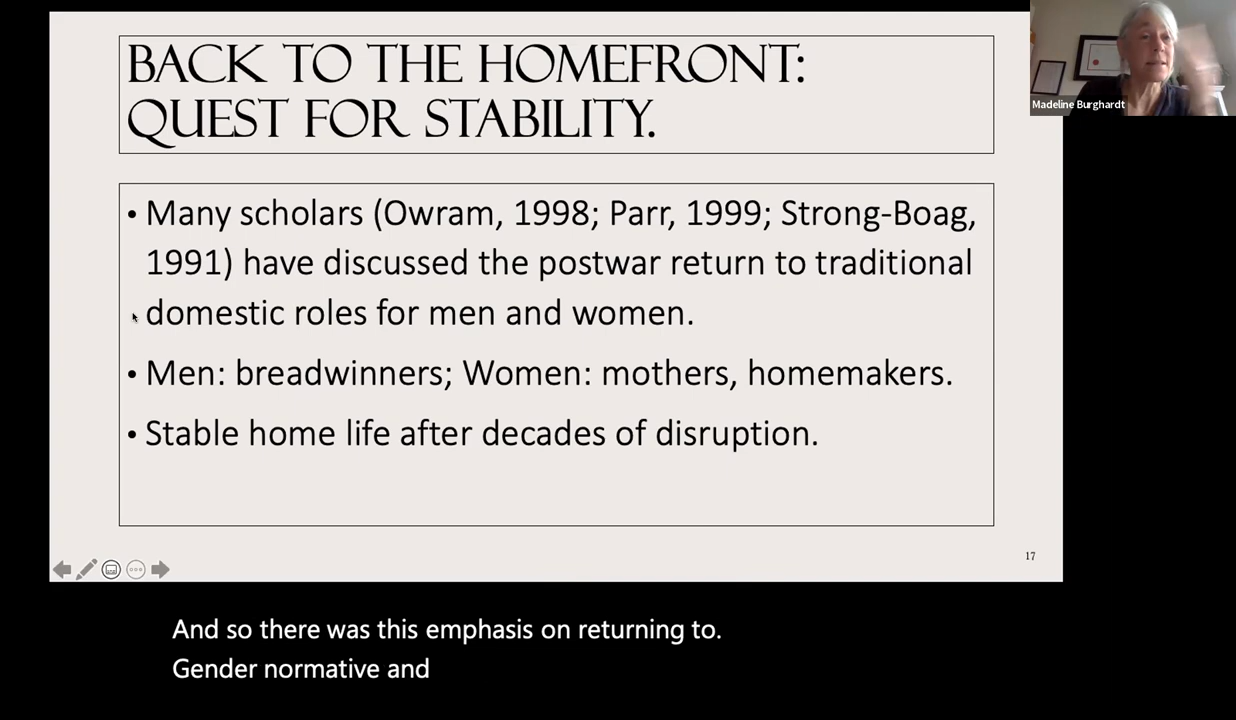 BACK TO THE HOMEFRONT:
QUEST FOR STABILITY.
Madeline Burghardt
• Many scholars (Owram, 1998; Parr, 1999; Strong-Boag,
1991) have discussed the postwar return to traditional
domestic roles for men and women.
• Men: breadwinners; Women: mothers, homemakers.
• Stable home life after decades of disruption.
17
And so there was this emphasis on returning to.
Gender normative and